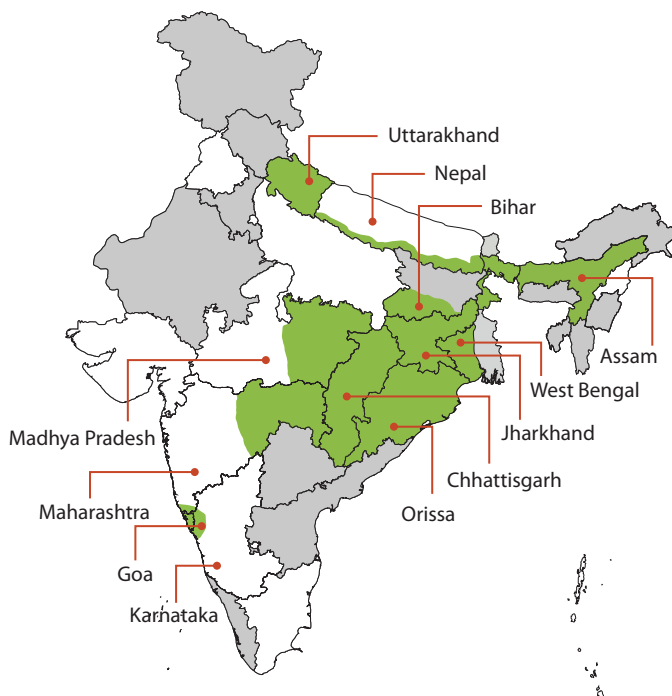 Uttarakhand
Nepal
Bihar
Assam
West Bengal
Jharkhand
Madhya Pradesh
Chhattisgarh
Maharashtra
Orissa
Goa
Karnataka